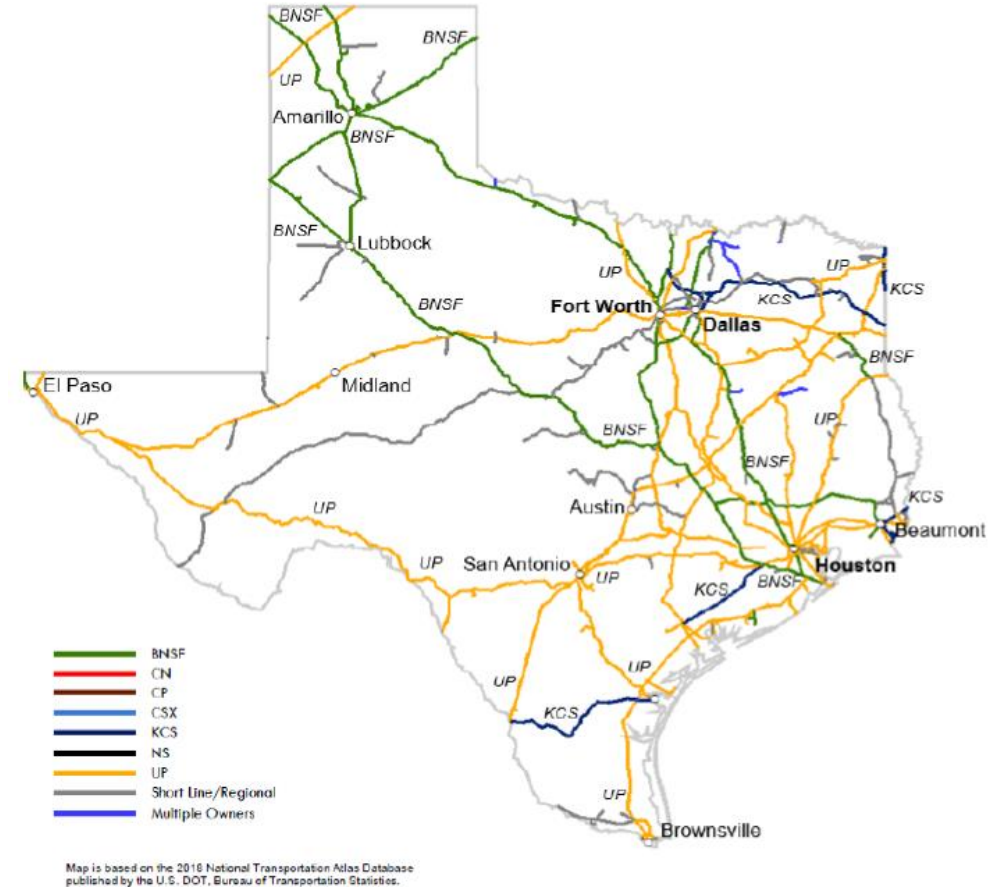 BNSF
BNSF
UP
Amarillo
BNSF
BNSF
Lubbock
BNSF
UP
UP
KCS
KCS
Fort Worth
Dallas
BNSF
El Paso
Midland
UP
UP
BNSF
BNSF
KCS
Austin
Beaumont
UP
San Antonio
UP
UP
Houston
BNSF
KCS
UP
UP
KCS
UP
Brownsville
BNSF
CN
CP
CSX
KCS
NS
UP
Short Line/Regional
Multiple Owners
Map is based on the 2016 National Transportation Atlas Database
published by the U.S. DOT, Bureau of Transportation Statistics.